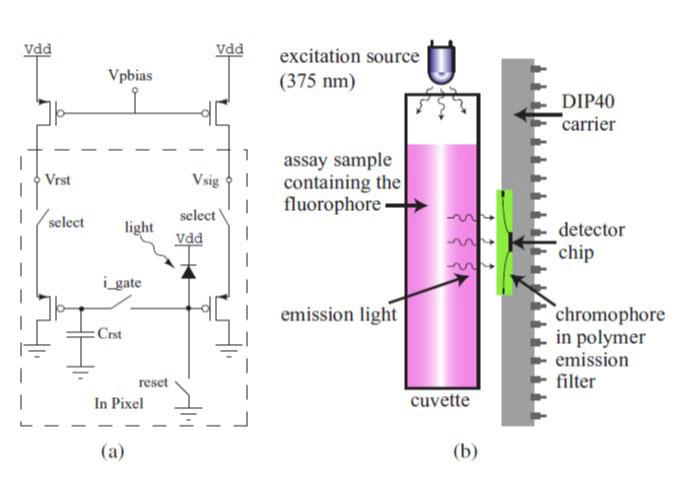 Vdd
Vdd
Vpbias
Vrst
Vsig
select
select
light
Vdd
i_gate
Crst
reset
In Pixel
(a)
excitation source
(375 nm)
DIP40
carrier
assay sample
containing the
fluorophore
detector
chip
emission light
chromophore
in polymer
emission
filter
cuvette
(b)